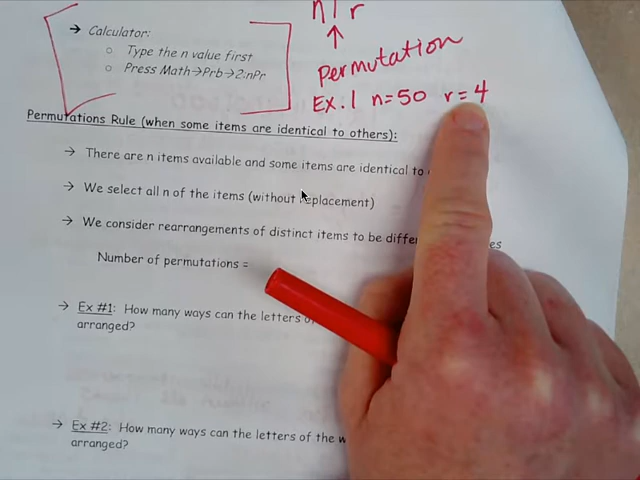 n P r
→ Calculator:
○ Type the n value first
○ Press Math→Prb→2:nPr
↑
Permutation
Ex. 1 n=50 r=4
Permutations Rule (when some items are identical to others):
→ There are n items available and some items are identical to
→ We select all n of the items (without replacement)
→ We consider rearrangements of distinct items to be
Number of permutations =
→ Ex #1: How many ways can the letters
arranged?
→ Ex #2: How many ways can the letters of the
arranged?